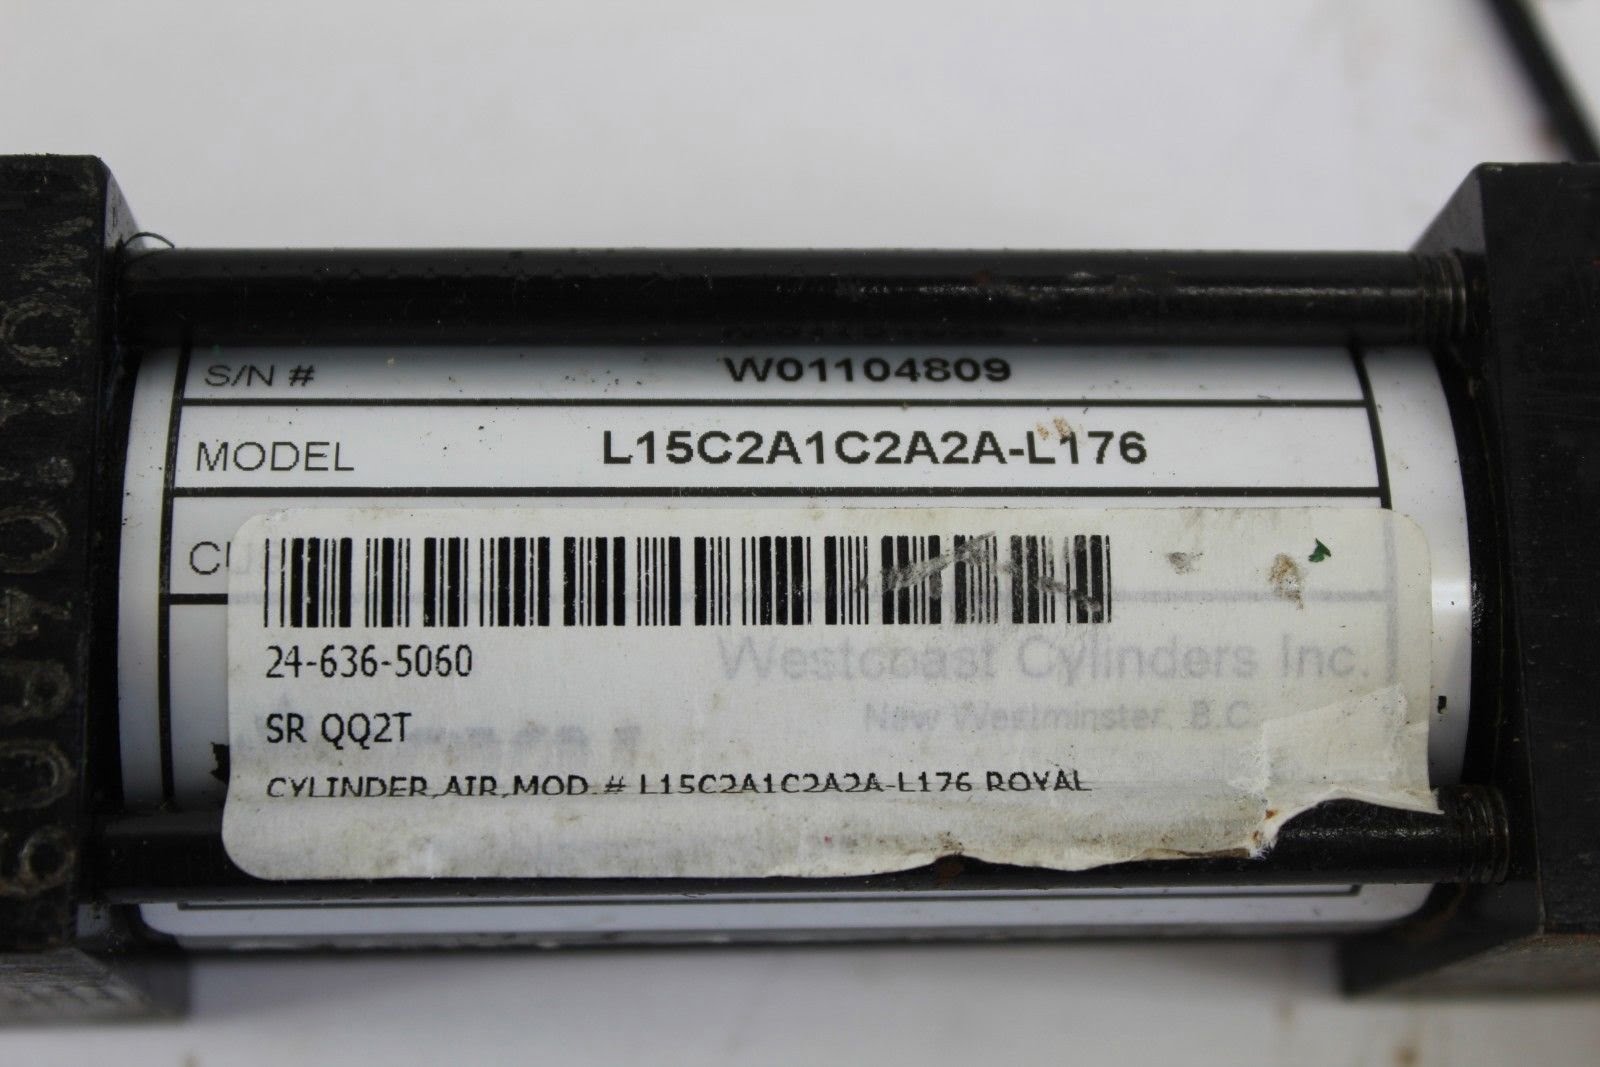 S/N # W01104809
MODEL L15C2A1C2A2A-L176
24-636-5060
Westcoast Cylinders Inc.
SR QQ2T
New Westminster, B.C.
CYLINDER,AIR,MOD.# L15C2A1C2A2A-L176 ROYAL